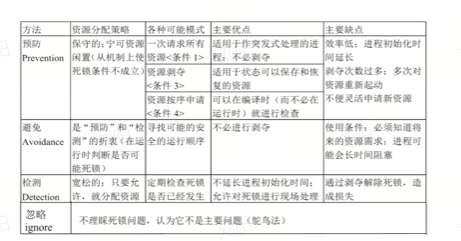 方法 资源分配策略 各种可能模式 主要优点 主要缺点
预防
Prevention
保守的；宁可资源
闲置（从机制上使
死锁条件不成立）
一次请求所有
资源<条件1>
适用于作突发式处理的进
程；不必剥夺
效率低；进程初始化时
间延长
资源剥夺
<条件3>
适用于状态可以保存和恢
复的资源
剥夺次数过多；多次对
资源重新起动
资源按序申请
<条件4>
可以在编译时（而不必在
运行时）就进行检查
不便灵活申请新资源
避免
Avoidance
是“预防”和“检
测”的折衷（在运
行时判断是否可
能死锁）
寻找可能的安
全的运行顺序
不必进行剥夺
使用条件：必须知道将
来的资源需求；进程可
能会长时间阻塞
检测
Detection
宽松的；只要允
许，就分配资源
定期检查死锁
是否已经发生
不延长进程初始化时间；
允许对死锁进行现场处理
通过剥夺解除死锁，造
成损失
忽略
ignore
不理睬死锁问题，认为它不是主要问题（鸵鸟法）